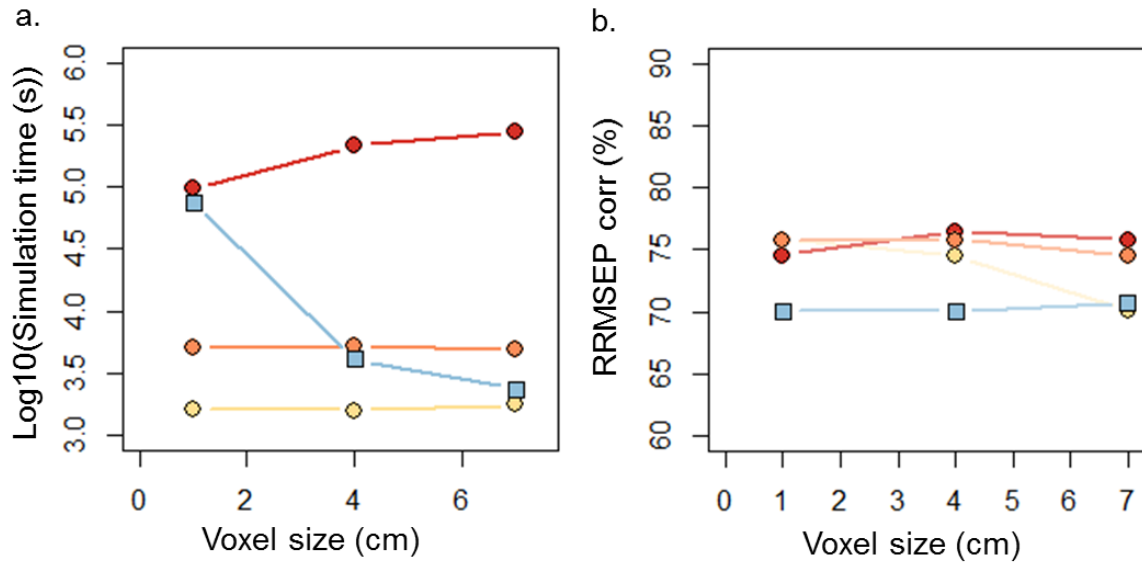 a.
Log10(Simulation time (s))
6.0
5.5
5.0
4.5
4.0
3.5
3.0
0 2 4 6
Voxel size (cm)
b.
RRMSEP corr (%)
90
85
80
75
70
65
60
0 1 2 3 4 5 6 7
Voxel size (cm)